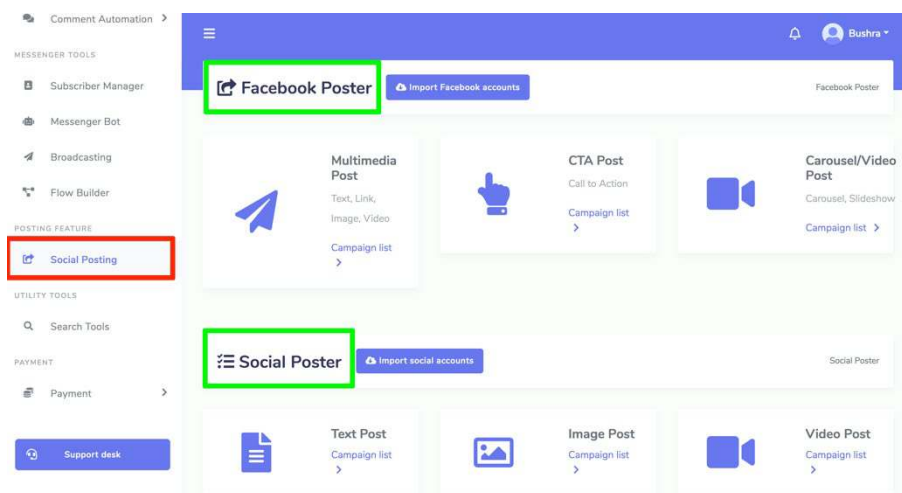 Comment Automation
MESSENGER TOOLS
Subscriber Manager
Messenger Bot
Broadcasting
Flow Builder
POSTING FEATURE
Social Posting
UTILITY TOOLS
Search Tools
PAYMENT
Payment
Support desk
Bushra
Facebook Poster
Import Facebook accounts
Facebook Poster
Multimedia
Post
Text, Link,
Image, Video
Campaign list
CTA Post
Call to Action
Campaign list
Carousel/Video
Post
Carousel, Slideshow
Campaign list
Social Poster
Import social accounts
Social Poster
Text Post
Campaign list
Image Post
Campaign list
Video Post
Campaign list